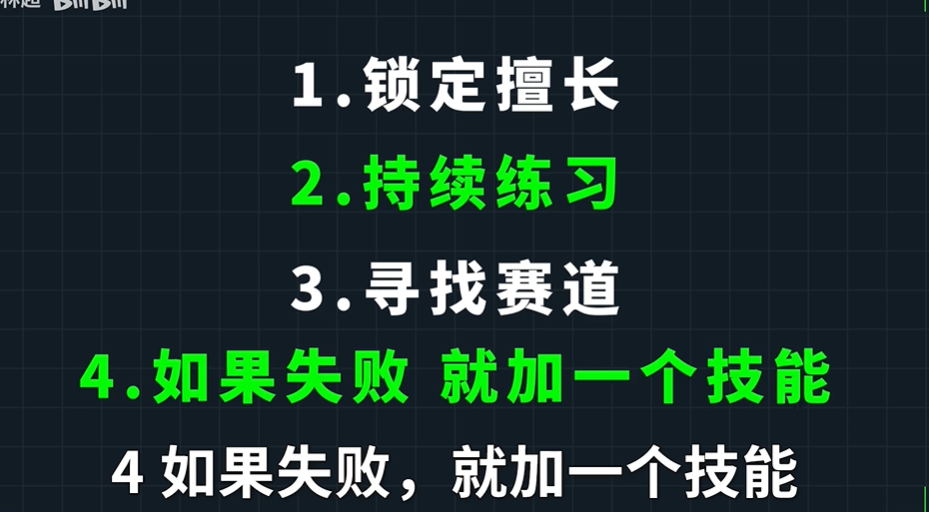 林超 BiliBili
1.锁定擅长
2.持续练习
3.寻找赛道
4.如果失败 就加一个技能
4 如果失败，就加一个技能